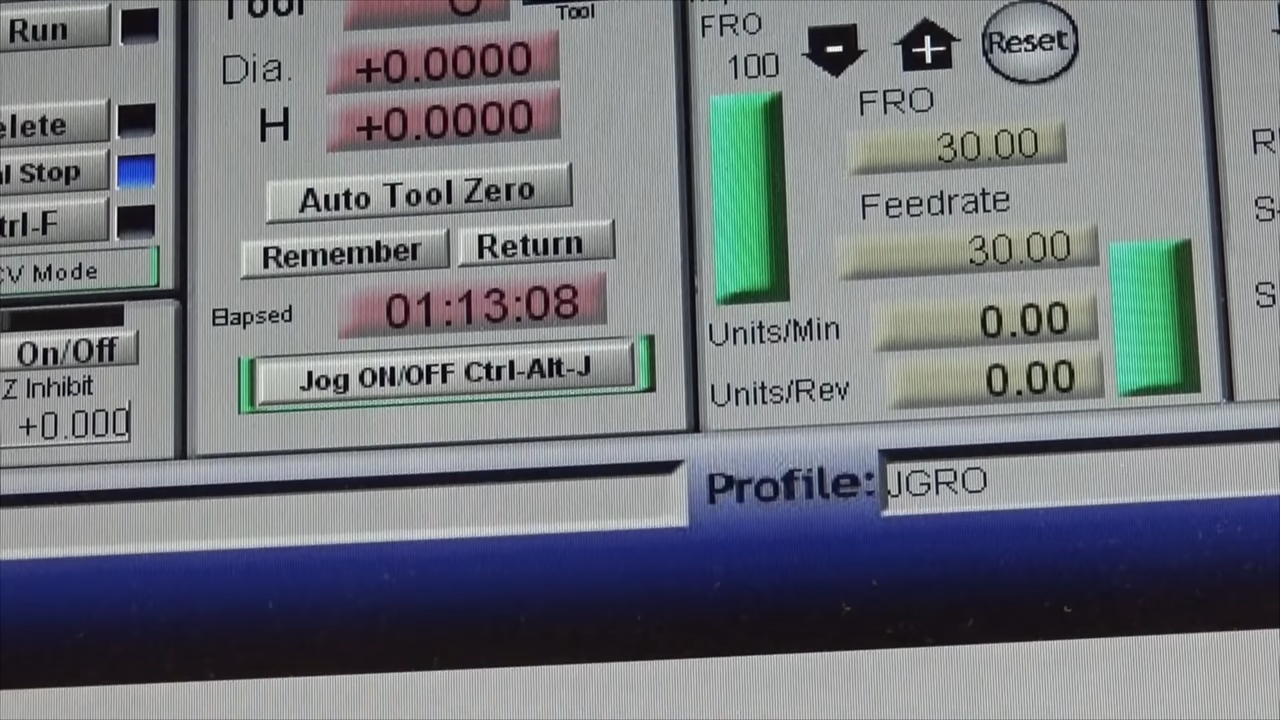 Run
elete
l Stop
trl-F
CV Mode
On/Off
Z Inhibit
+0.000
Tool
0
Tool
Dia.
+0.0000
H
+0.0000
Auto Tool Zero
Remember
Return
Elapsed
01:13:08
Jog ON/OFF Ctrl-Alt-J
FRO
100
-
+
Reset
FRO
30.00
Feedrate
30.00
Units/Min
0.00
Units/Rev
0.00
R
S
S
Profile:
JGRO